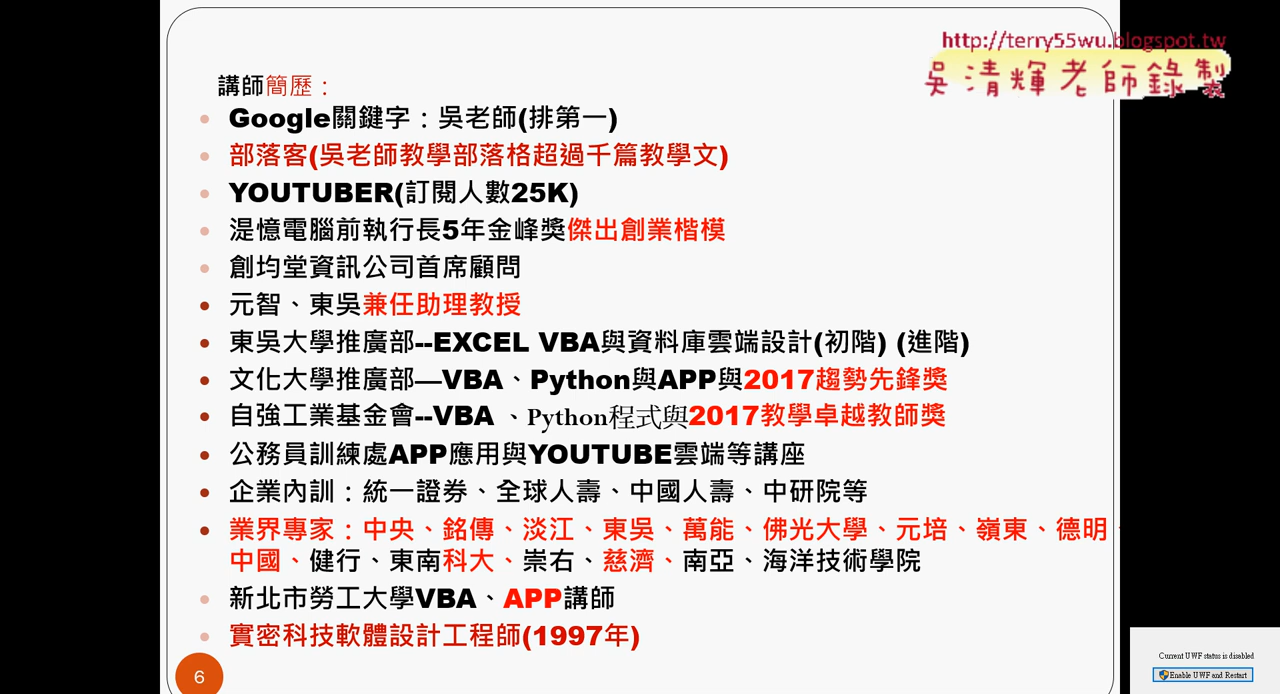 http://terry55wu.blogspot.tw
吳清輝老師錄製
講師簡歷：
Google關鍵字：吳老師(排第一)
部落客(吳老師教學部落格超過千篇教學文)
YOUTUBER(訂閱人數25K)
湜憶電腦前執行長5年金峰獎傑出創業楷模
創均堂資訊公司首席顧問
元智、東吳兼任助理教授
東吳大學推廣部--EXCEL VBA與資料庫雲端設計(初階) (進階)
文化大學推廣部—VBA、Python與APP與2017趨勢先鋒獎
自強工業基金會--VBA 、Python程式與2017教學卓越教師獎
公務員訓練處APP應用與YOUTUBE雲端等講座
企業內訓：統一證券、全球人壽、中國人壽、中研院等
業界專家：中央、銘傳、淡江、東吳、萬能、佛光大學、元培、嶺東、德明、
中國、健行、東南科大、崇右、慈濟、南亞、海洋技術學院
新北市勞工大學VBA、APP講師
實密科技軟體設計工程師(1997年)
6
Current UWF status is disabled
Enable UWF and Restart